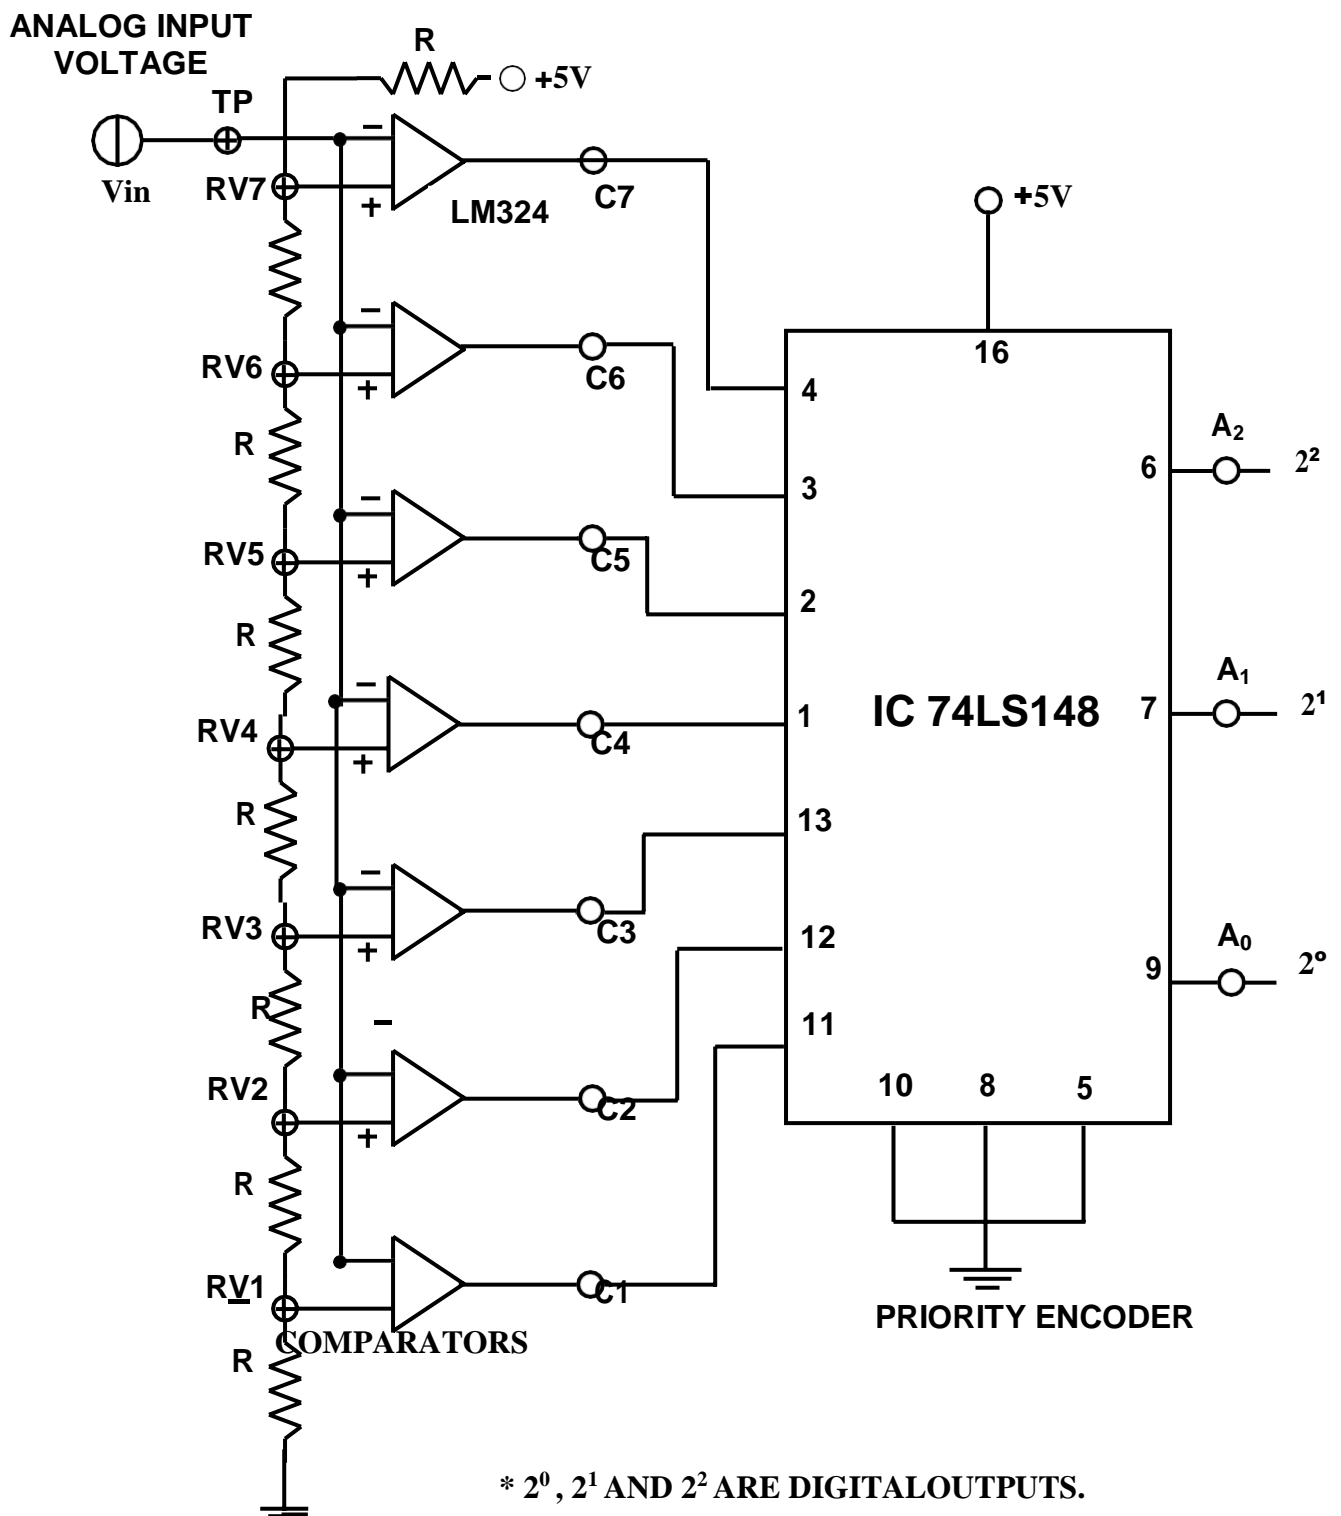 ANALOG INPUT
VOLTAGE
R
+5V
TP
Vin
RV7
−
+
LM324
C7
+5V
16
RV6
−
+
C6
4
R
A₂
6
2²
3
RV5
−
+
C5
2
R
RV4
−
+
C4
1
IC 74LS148
7
A₁
2¹
R
13
RV3
−
+
C3
12
A₀
9
2º
R
−
11
RV2
+
C2
10
8
5
R
RV1
C1
PRIORITY ENCODER
COMPARATORS
R
* 2⁰ , 2¹ AND 2² ARE DIGITALOUTPUTS.